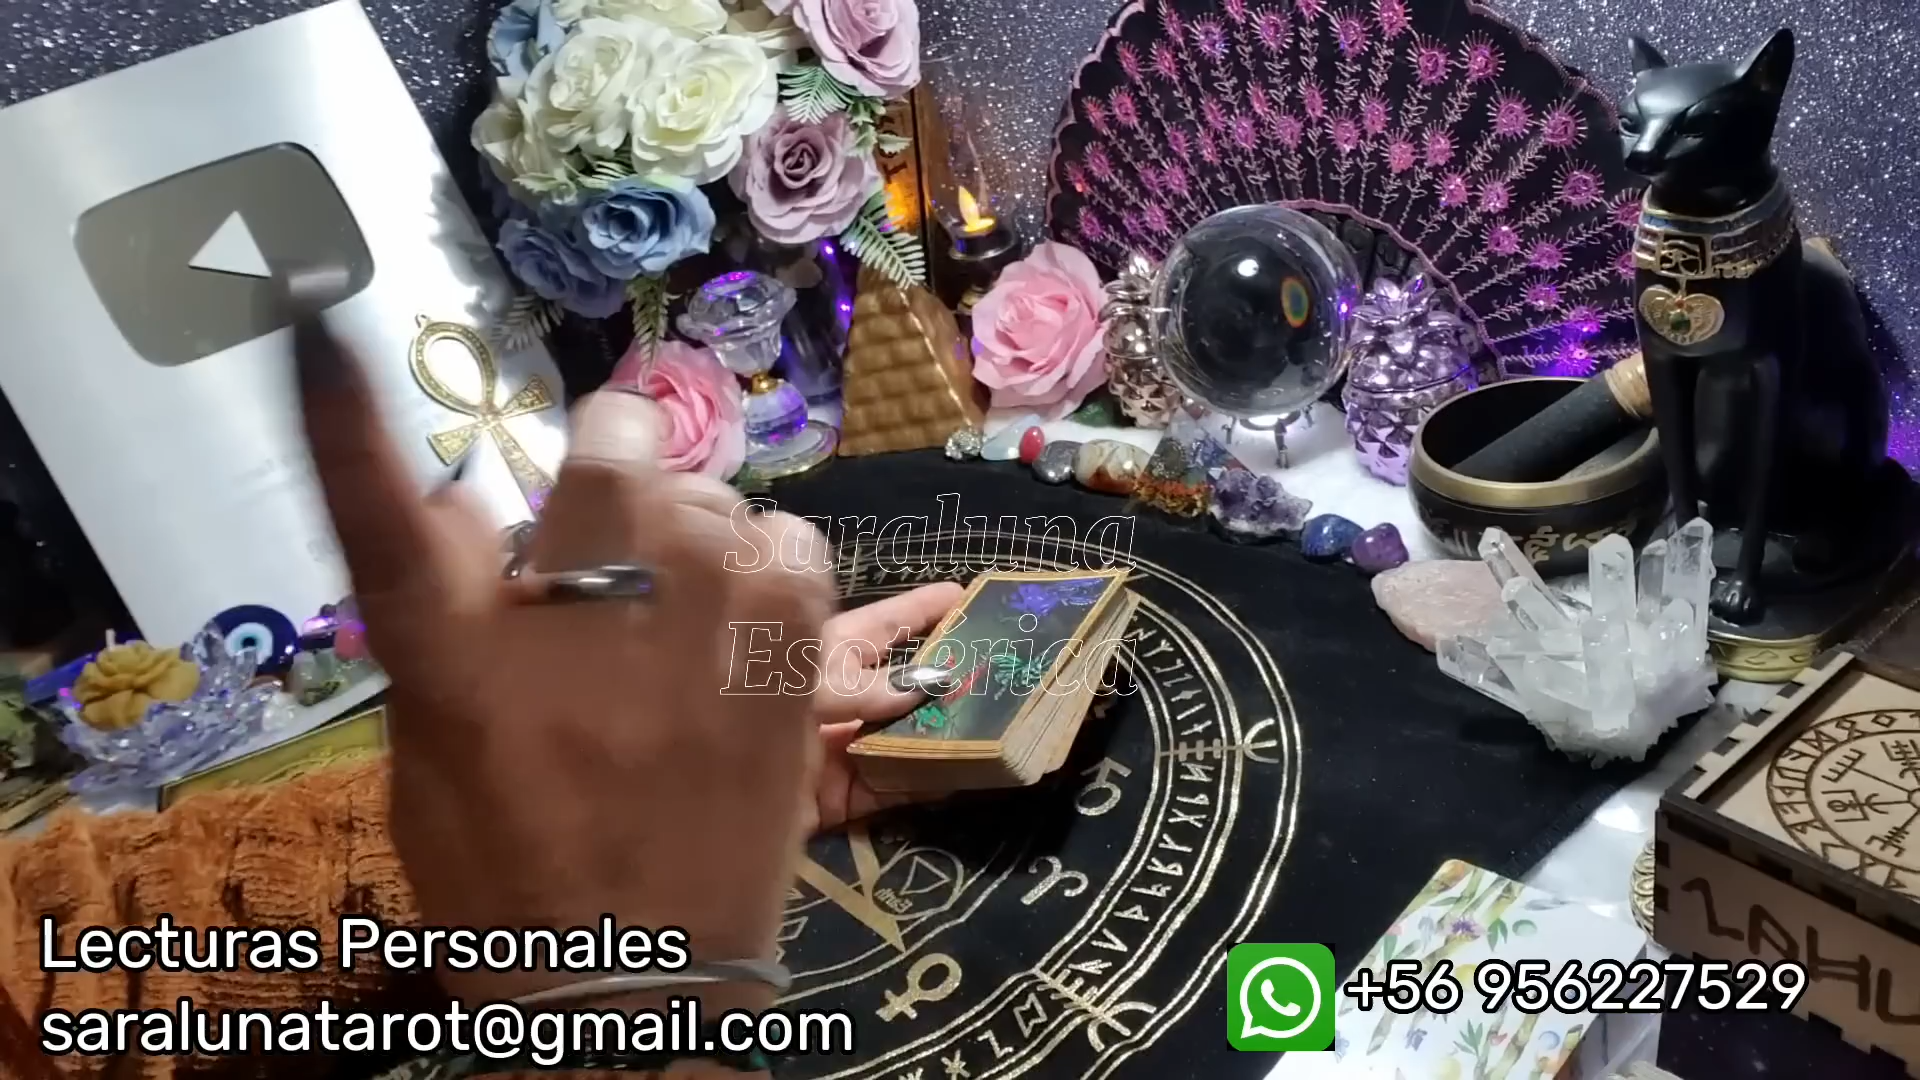 Saraluna
Esotérica
Lecturas Personales
saralunatarot@gmail.com
+56 956227529